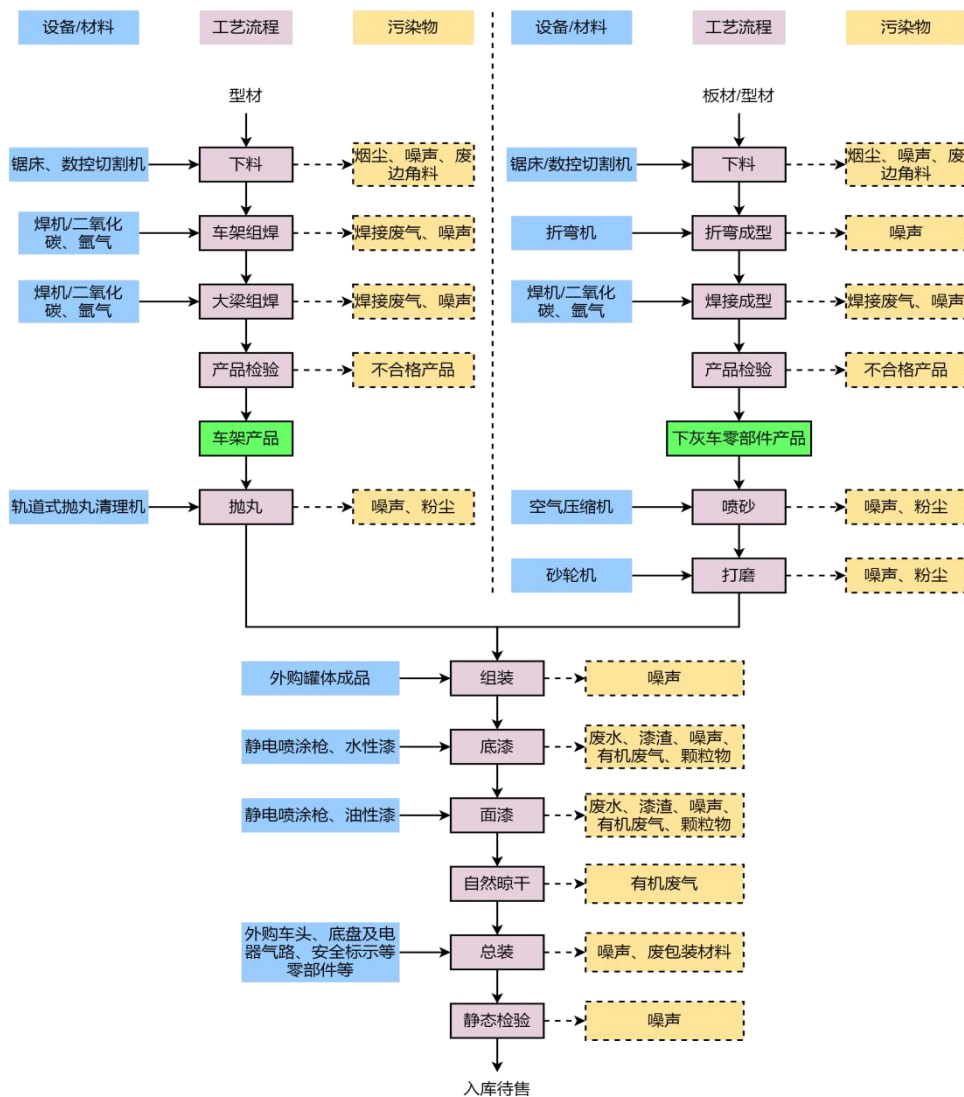 设备/材料
工艺流程
污染物
设备/材料
工艺流程
污染物
型材
板材/型材
锯床、数控切割机
下料
烟尘、噪声、废
边角料
锯床/数控切割机
下料
烟尘、噪声、废
边角料
焊机/二氧化
碳、氩气
车架组焊
焊接废气、噪声
折弯机
折弯成型
噪声
焊机/二氧化
碳、氩气
大梁组焊
焊接废气、噪声
焊机/二氧化
碳、氩气
焊接成型
焊接废气、噪声
产品检验
不合格产品
产品检验
不合格产品
车架产品
下灰车零部件产品
轨道式抛丸清理机
抛丸
噪声、粉尘
空气压缩机
喷砂
噪声、粉尘
砂轮机
打磨
噪声、粉尘
外购罐体成品
组装
噪声
静电喷涂枪、水性漆
底漆
废水、漆渣、噪声、
有机废气、颗粒物
静电喷涂枪、油性漆
面漆
废水、漆渣、噪声、
有机废气、颗粒物
自然晾干
有机废气
外购车头、底盘及电
器气路、安全标示等
零部件等
总装
噪声、废包装材料
静态检验
噪声
入库待售